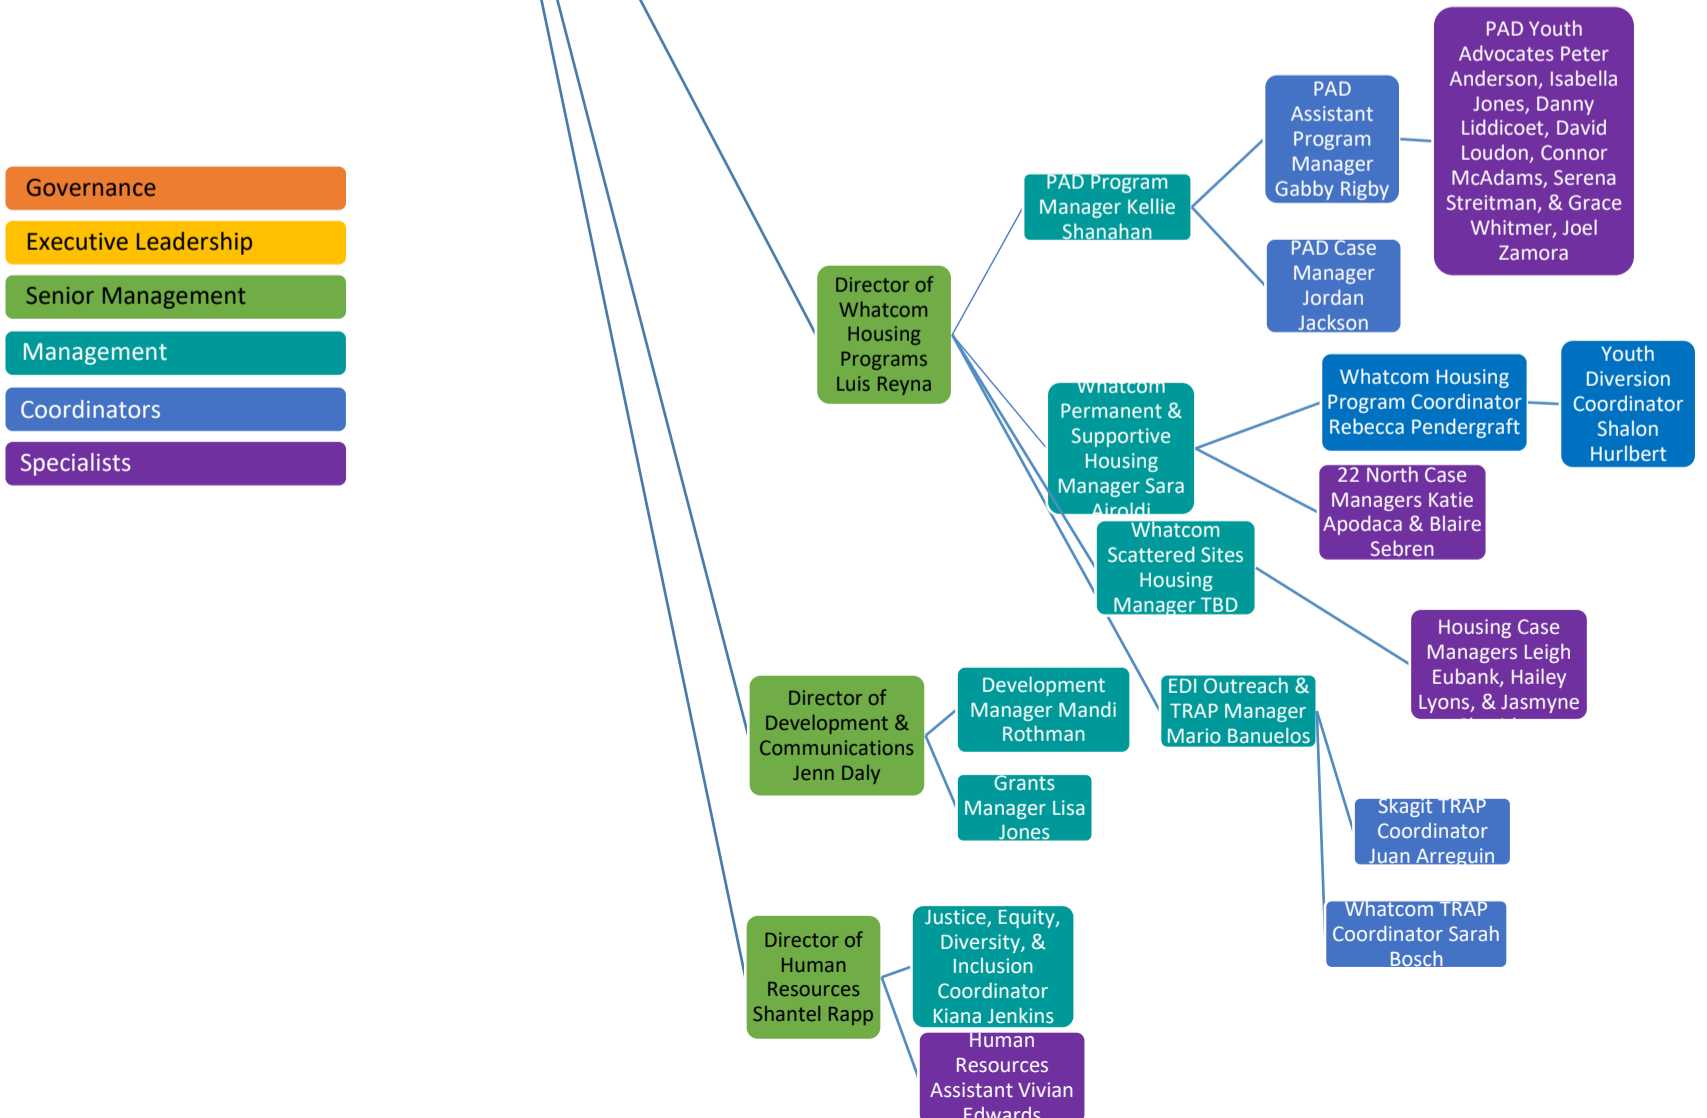 Governance
Executive Leadership
Senior Management
Management
Coordinators
Specialists
Director of
Whatcom
Housing
Programs
Luis Reyna
PAD Program
Manager Kellie
Shanahan
PAD
Assistant
Program
Manager
Gabby Rigby
PAD Youth
Advocates Peter
Anderson, Isabella
Jones, Danny
Liddicoet, David
Loudon, Connor
McAdams, Serena
Streitman, & Grace
Whitmer, Joel
Zamora
PAD Case
Manager
Jordan
Jackson
Whatcom
Permanent &
Supportive
Housing
Manager Sara
Airoldi
Whatcom Housing
Program Coordinator
Rebecca Pendergraft
Youth
Diversion
Coordinator
Shalon
Hurlbert
22 North Case
Managers Katie
Apodaca & Blaire
Sebren
Whatcom
Scattered Sites
Housing
Manager TBD
Housing Case
Managers Leigh
Eubank, Hailey
Lyons, & Jasmyne
EDI Outreach &
TRAP Manager
Mario Banuelos
Skagit TRAP
Coordinator
Juan Arreguin
Whatcom TRAP
Coordinator Sarah
Bosch
Director of
Development &
Communications
Jenn Daly
Development
Manager Mandi
Rothman
Grants
Manager Lisa
Jones
Director of
Human
Resources
Shantel Rapp
Justice, Equity,
Diversity, &
Inclusion
Coordinator
Kiana Jenkins
Human
Resources
Assistant Vivian
Edwards